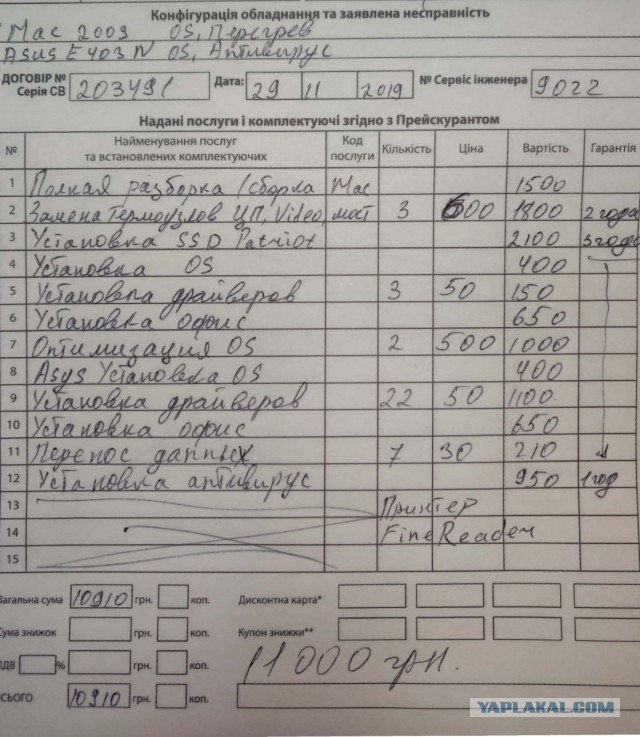 Конфігурація обладнання та заявлена несправність
Mac 2009 OS, Перегрев
Asus E403N OS, Антивирус
ДОГОВІР № Серія СВ 203491 Дата: 29 11 2019 № Сервіс інженера 9022
Надані послуги і комплектуючі згідно з Прейскурантом
№ Найменування послуг та встановлених комплектуючих Код послуги Кількість Ціна Вартість Гарантія
1 Полная разборка/сборка Mac 1500
2 Замена термоузлов ЦП, Video, мост 3 600 1800 2 года
3 Установка SSD Patriot 2100 3 года
4 Установка OS 400
5 Установка драйверов 3 50 150
6 Установка офис 650
7 Оптимизация OS 2 500 1000
8 Asys Установка OS 400
9 Установка драйверов 22 50 1100
10 Установка офис 650
11 Перенос данных 7 30 210
12 Установка антивирус 950 1 год
13 Принтер
14 FineReader
15
Загальна сума 10910 грн. коп. Дисконтна карта*
Сума знижок грн. коп. Купон знижки**
ПДВ % грн. коп. 11000 грн.
Всього 10910 грн. коп.
YAPLAKAL.COM